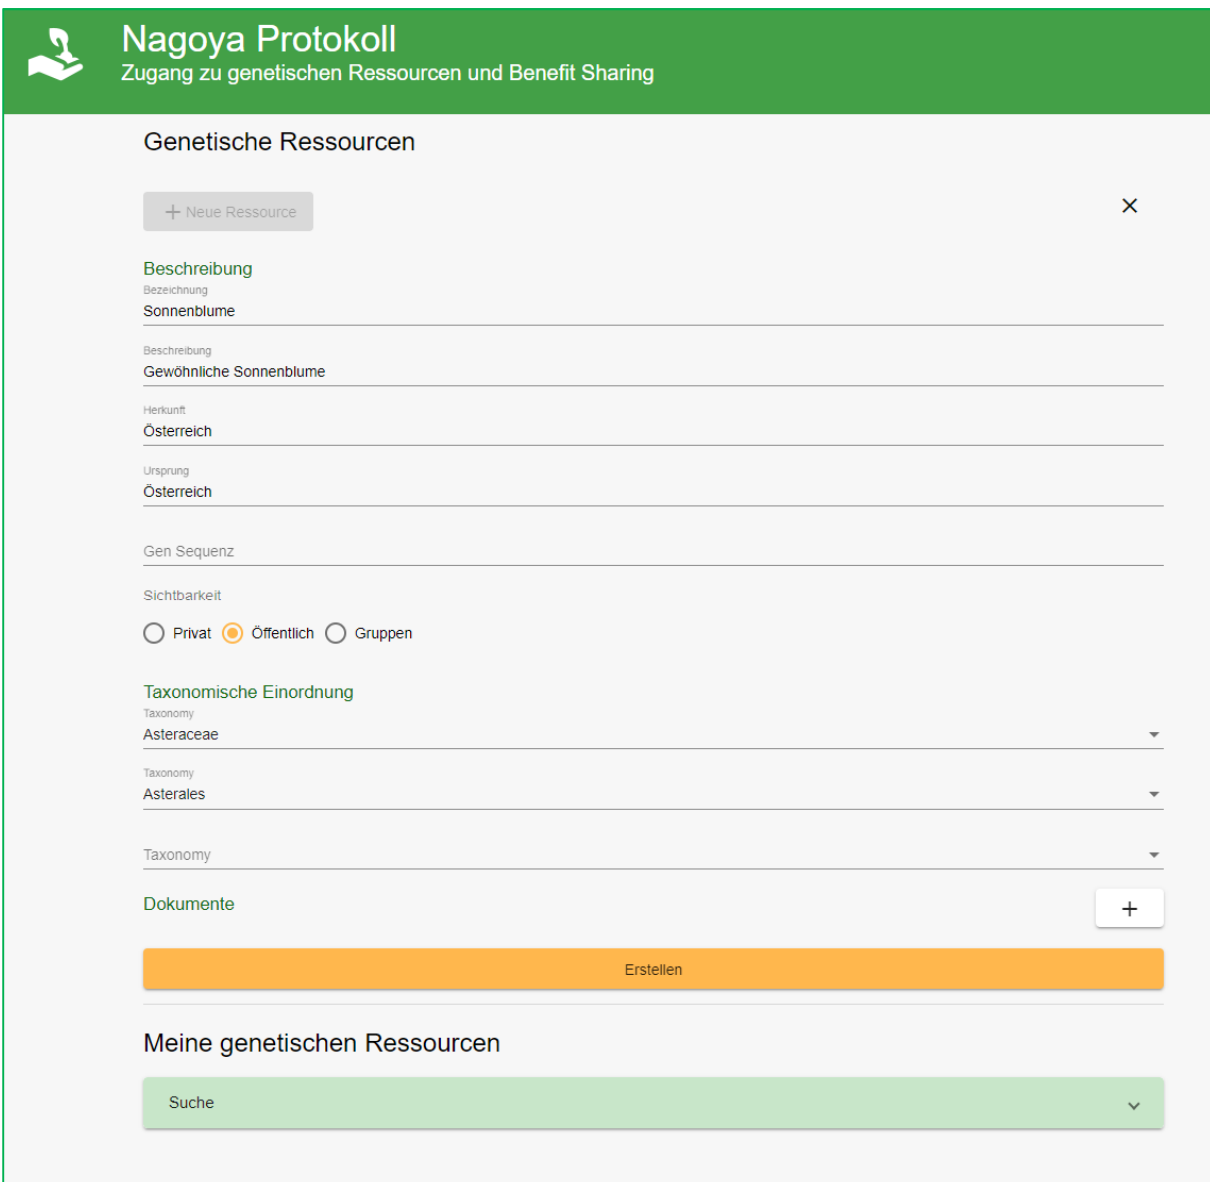 Nagoya Protokoll
Zugang zu genetischen Ressourcen und Benefit Sharing
Genetische Ressourcen
+ Neue Ressource
Beschreibung
Bezeichnung
Sonnenblume
Beschreibung
Gewöhnliche Sonnenblume
Herkunft
Österreich
Ursprung
Österreich
Gen Sequenz
Sichtbarkeit
Privat Öffentlich Gruppen
Taxonomische Einordnung
Taxonomy
Asteraceae
Taxonomy
Asterales
Taxonomy
Dokumente
Erstellen
Meine genetischen Ressourcen
Suche